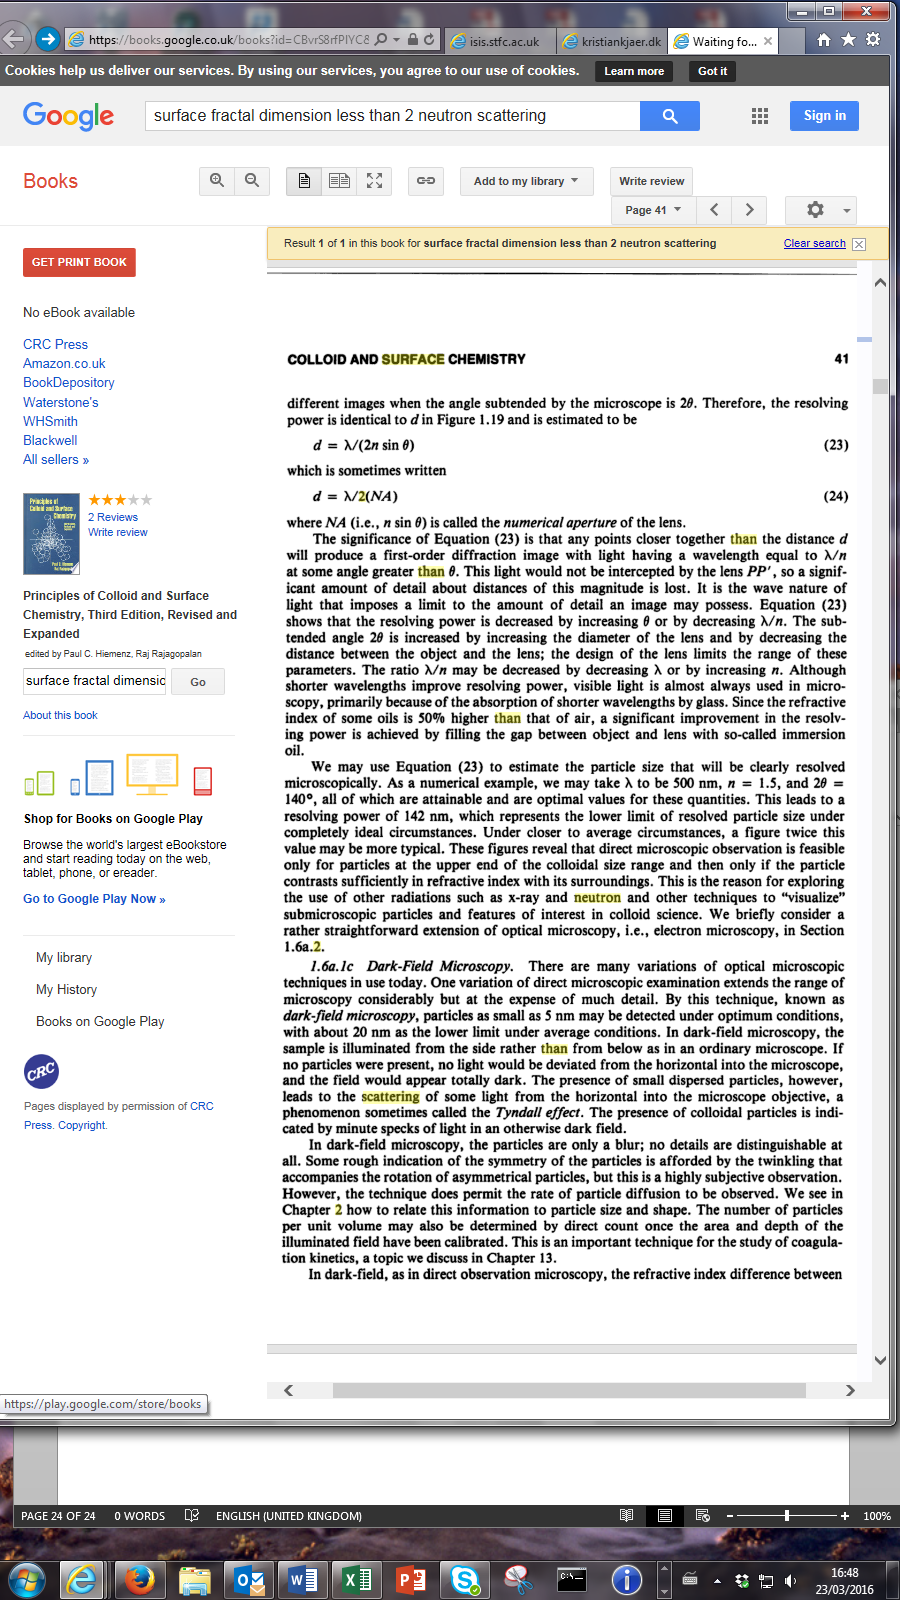 https://books.google.co.uk/books?id=CBvrS8rfPIYC&
isis.stfc.ac.uk
kristiankjaer.dk
Waiting fo...
Cookies help us deliver our services. By using our services, you agree to our use of cookies.
Learn more
Got it
Google
surface fractal dimension less than 2 neutron scattering
Sign in
Books
Add to my library
Write review
Page 41
Result 1 of 1 in this book for surface fractal dimension less than 2 neutron scattering
Clear search
GET PRINT BOOK
No eBook available
CRC Press
Amazon.co.uk
BookDepository
Waterstone's
WHSmith
Blackwell
All sellers »
Principles of Colloid and Surface Chemistry
2 Reviews
Write review
Principles of Colloid and Surface
Chemistry, Third Edition, Revised and
Expanded
edited by Paul C. Hiemenz, Raj Rajagopalan
surface fractal dimensio
Go
About this book
Shop for Books on Google Play
Browse the world's largest eBookstore
and start reading today on the web,
tablet, phone, or ereader.
Go to Google Play Now »
My library
My History
Books on Google Play
CRC
Pages displayed by permission of CRC
Press. Copyright.
COLLOID AND SURFACE CHEMISTRY 41
different images when the angle subtended by the microscope is 2θ. Therefore, the resolving
power is identical to d in Figure 1.19 and is estimated to be
d = λ/(2n sin θ) (23)
which is sometimes written
d = λ/2(NA) (24)
where NA (i.e., n sin θ) is called the numerical aperture of the lens.
The significance of Equation (23) is that any points closer together than the distance d
will produce a first-order diffraction image with light having a wavelength equal to λ/n
at some angle greater than θ. This light would not be intercepted by the lens PP′, so a signif-
icant amount of detail about distances of this magnitude is lost. It is the wave nature of
light that imposes a limit to the amount of detail an image may possess. Equation (23)
shows that the resolving power is decreased by increasing θ or by decreasing λ/n. The sub-
tended angle 2θ is increased by increasing the diameter of the lens and by decreasing the
distance between the object and the lens; the design of the lens limits the range of these
parameters. The ratio λ/n may be decreased by decreasing λ or by increasing n. Although
shorter wavelengths improve resolving power, visible light is almost always used in micro-
scopy, primarily because of the absorption of shorter wavelengths by glass. Since the refractive
index of some oils is 50% higher than that of air, a significant improvement in the resolv-
ing power is achieved by filling the gap between object and lens with so-called immersion
oil.
We may use Equation (23) to estimate the particle size that will be clearly resolved
microscopically. As a numerical example, we may take λ to be 500 nm, n = 1.5, and 2θ =
140°, all of which are attainable and are optimal values for these quantities. This leads to a
resolving power of 142 nm, which represents the lower limit of resolved particle size under
completely ideal circumstances. Under closer to average circumstances, a figure twice this
value may be more typical. These figures reveal that direct microscopic observation is feasible
only for particles at the upper end of the colloidal size range and then only if the particle
contrasts sufficiently in refractive index with its surroundings. This is the reason for exploring
the use of other radiations such as x-ray and neutron and other techniques to “visualize”
submicroscopic particles and features of interest in colloid science. We briefly consider a
rather straightforward extension of optical microscopy, i.e., electron microscopy, in Section
1.6a.2.
1.6a.1c Dark-Field Microscopy. There are many variations of optical microscopic
techniques in use today. One variation of direct microscopic examination extends the range of
microscopy considerably but at the expense of much detail. By this technique, known as
dark-field microscopy, particles as small as 5 nm may be detected under optimum conditions,
with about 20 nm as the lower limit under average conditions. In dark-field microscopy, the
sample is illuminated from the side rather than from below as in an ordinary microscope. If
no particles were present, no light would be deviated from the horizontal into the microscope,
and the field would appear totally dark. The presence of small dispersed particles, however,
leads to the scattering of some light from the horizontal into the microscope objective, a
phenomenon sometimes called the Tyndall effect. The presence of colloidal particles is indi-
cated by minute specks of light in an otherwise dark field.
In dark-field microscopy, the particles are only a blur; no details are distinguishable at
all. Some rough indication of the symmetry of the particles is afforded by the twinkling that
accompanies the rotation of asymmetrical particles, but this is a highly subjective observation.
However, the technique does permit the rate of particle diffusion to be observed. We see in
Chapter 2 how to relate this information to particle size and shape. The number of particles
per unit volume may also be determined by direct count once the area and depth of the
illuminated field have been calibrated. This is an important technique for the study of coagula-
tion kinetics, a topic we discuss in Chapter 13.
In dark-field, as in direct observation microscopy, the refractive index difference between
https://play.google.com/store/books
PAGE 24 OF 24
0 WORDS
ENGLISH (UNITED KINGDOM)
100%
16:48
23/03/2016